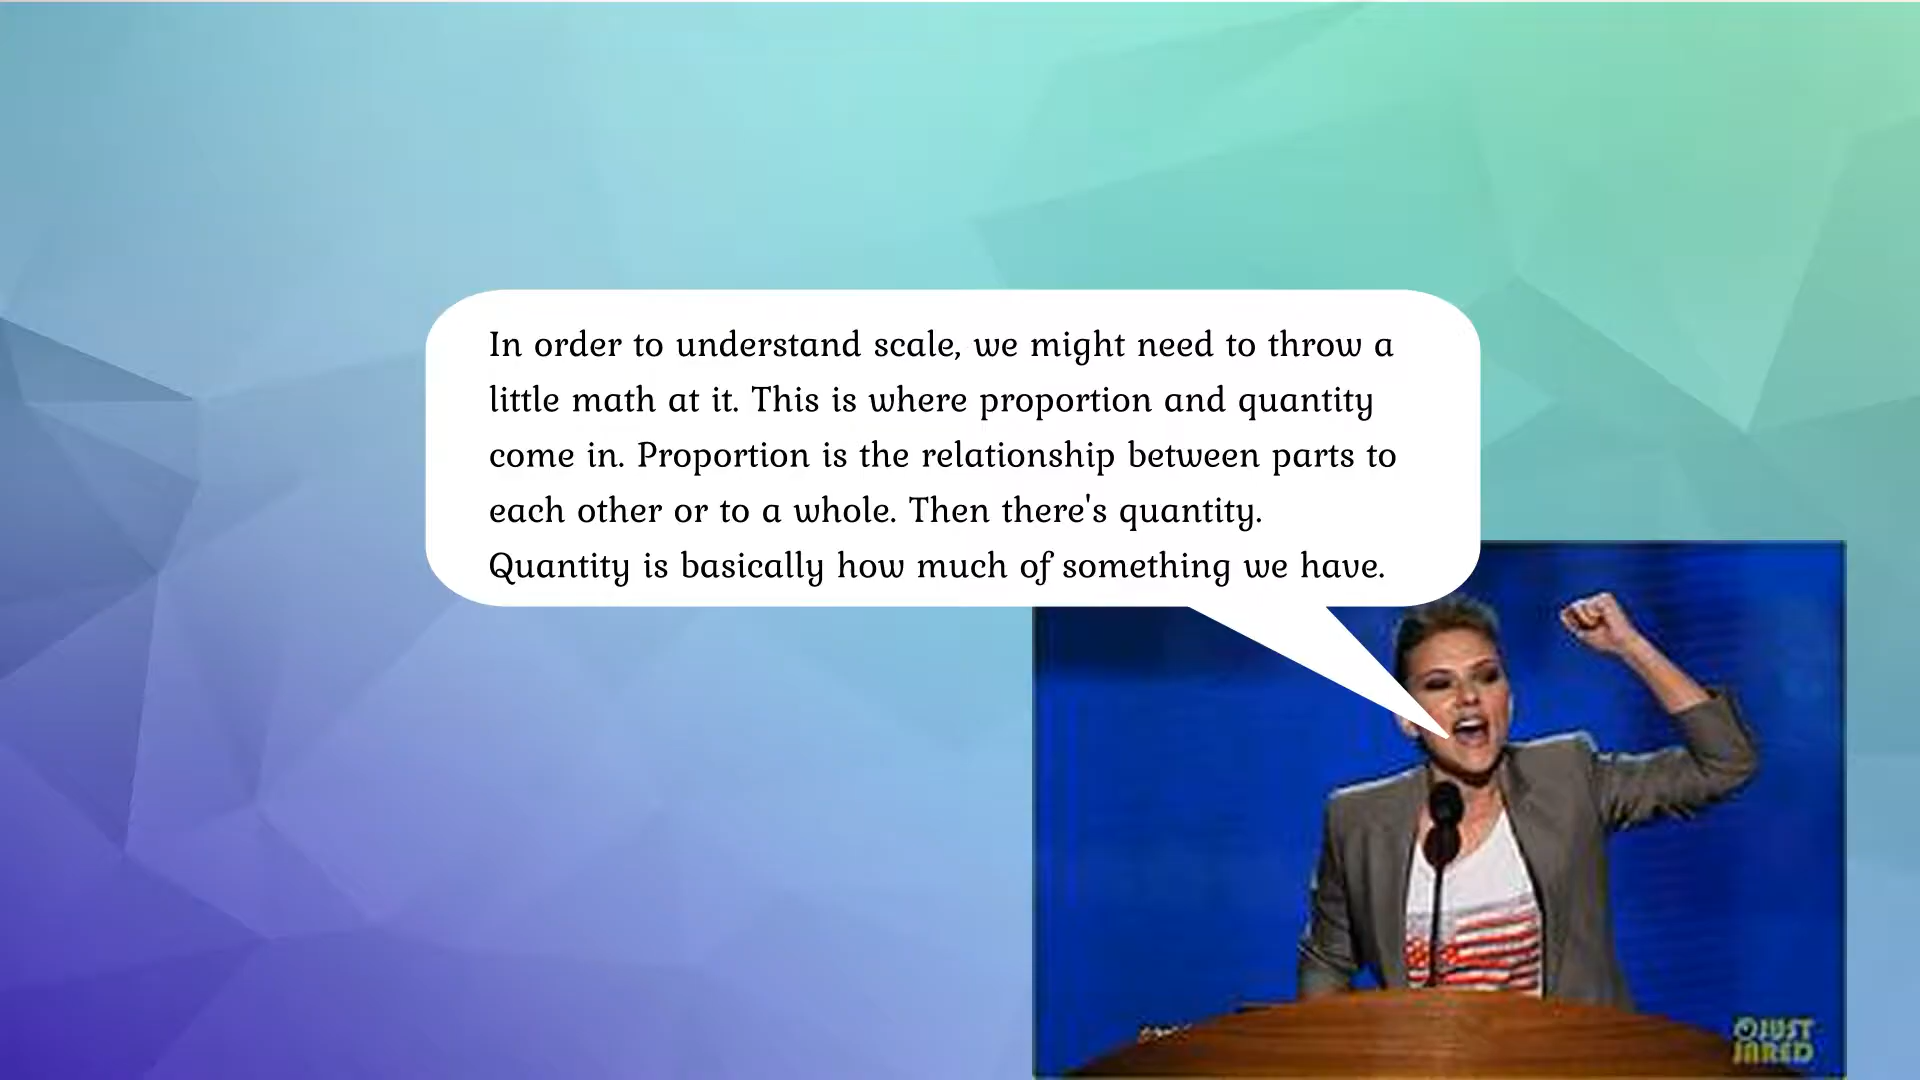 In order to understand scale, we might need to throw a
little math at it. This is where proportion and quantity
come in. Proportion is the relationship between parts to
each other or to a whole. Then there's quantity.
Quantity is basically how much of something we have.
JUST
JARED